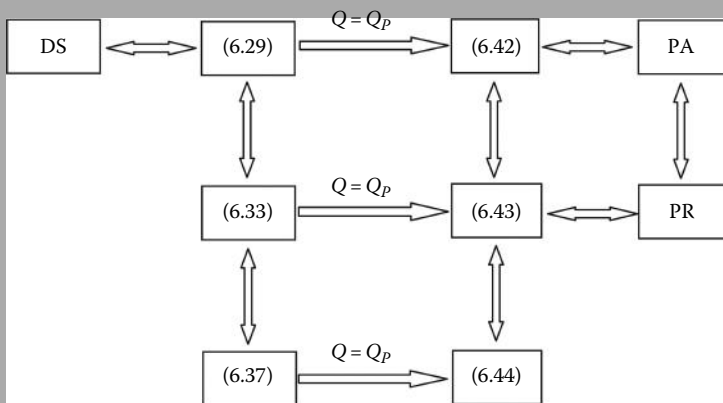 Q = Q_P
DS (6.29) (6.42) PA
Q = Q_P
(6.33) (6.43) PR
Q = Q_P
(6.37) (6.44)